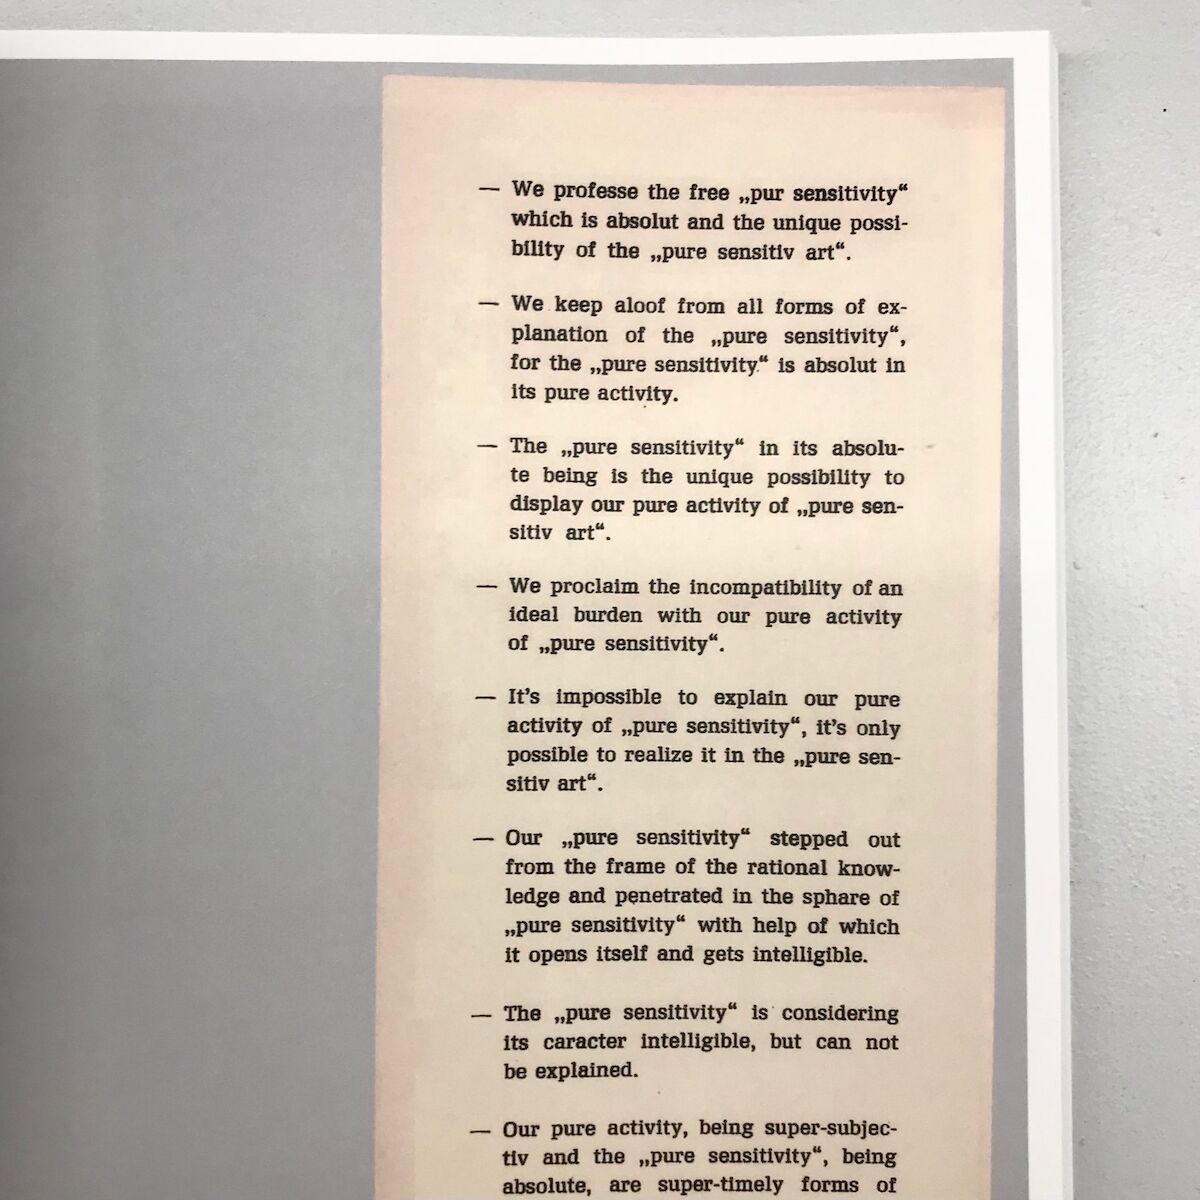 — We professe the free „pur sensitivity“
which is absolut and the unique possi-
bility of the „pure sensitiv art“.
— We keep aloof from all forms of ex-
planation of the „pure sensitivity“,
for the „pure sensitivity“ is absolut in
its pure activity.
— The „pure sensitivity“ in its absolu-
te being is the unique possibility to
display our pure activity of „pure sen-
sitiv art“.
— We proclaim the incompatibility of an
ideal burden with our pure activity
of „pure sensitivity“.
— It's impossible to explain our pure
activity of „pure sensitivity“, it's only
possible to realize it in the „pure sen-
sitiv art“.
— Our „pure sensitivity“ stepped out
from the frame of the rational know-
ledge and penetrated in the sphare of
„pure sensitivity“ with help of which
it opens itself and gets intelligible.
— The „pure sensitivity“ is considering
its caracter intelligible, but can not
be explained.
— Our pure activity, being super-subjec-
tiv and the „pure sensitivity“, being
absolute, are super-timely forms of